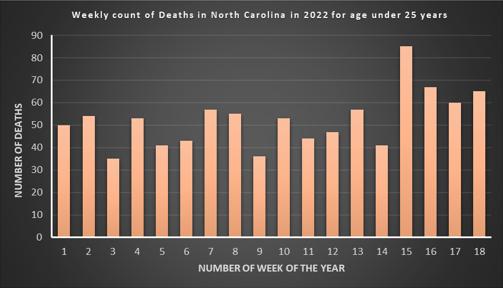 Weekly count of Deaths in North Carolina in 2022 for age under 25 years
90
80
70
60
50
40
30
20
10
0
NUMBER OF DEATHS
1 2 3 4 5 6 7 8 9 10 11 12 13 14 15 16 17 18
NUMBER OF WEEK OF THE YEAR